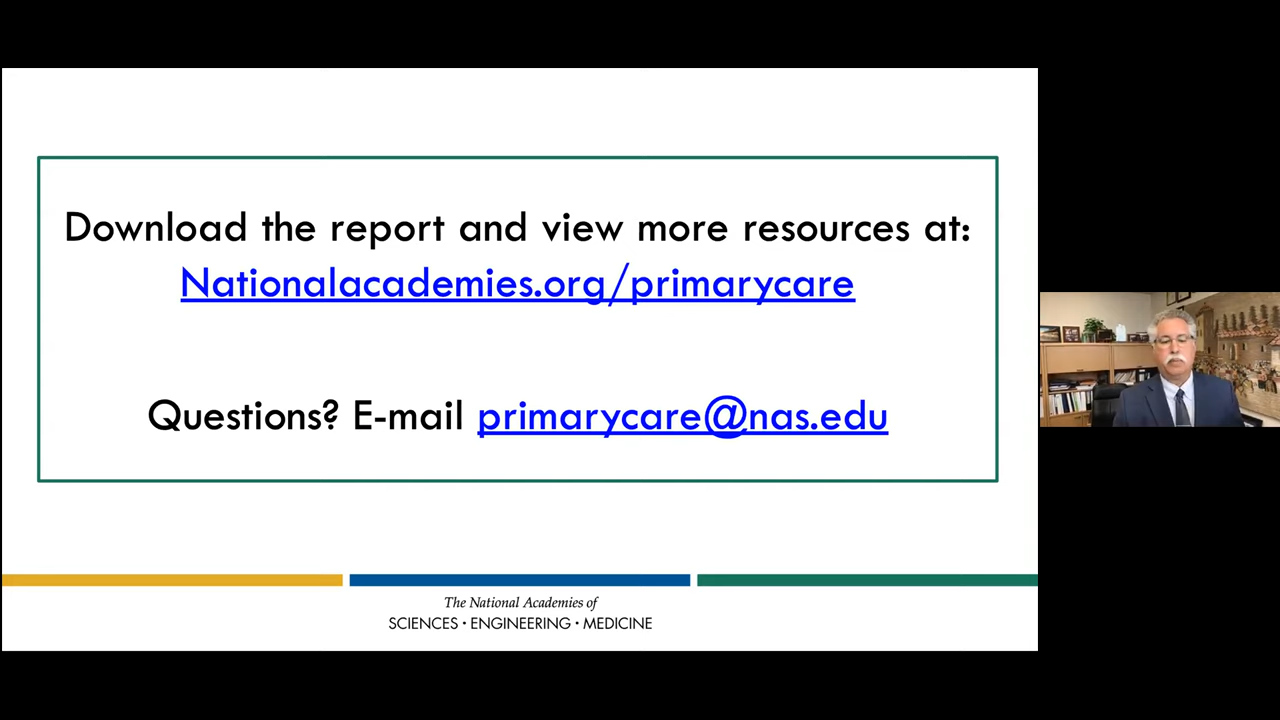 Download the report and view more resources at:
Nationalacademies.org/primarycare
Questions? E-mail primarycare@nas.edu
The National Academies of
SCIENCES • ENGINEERING • MEDICINE